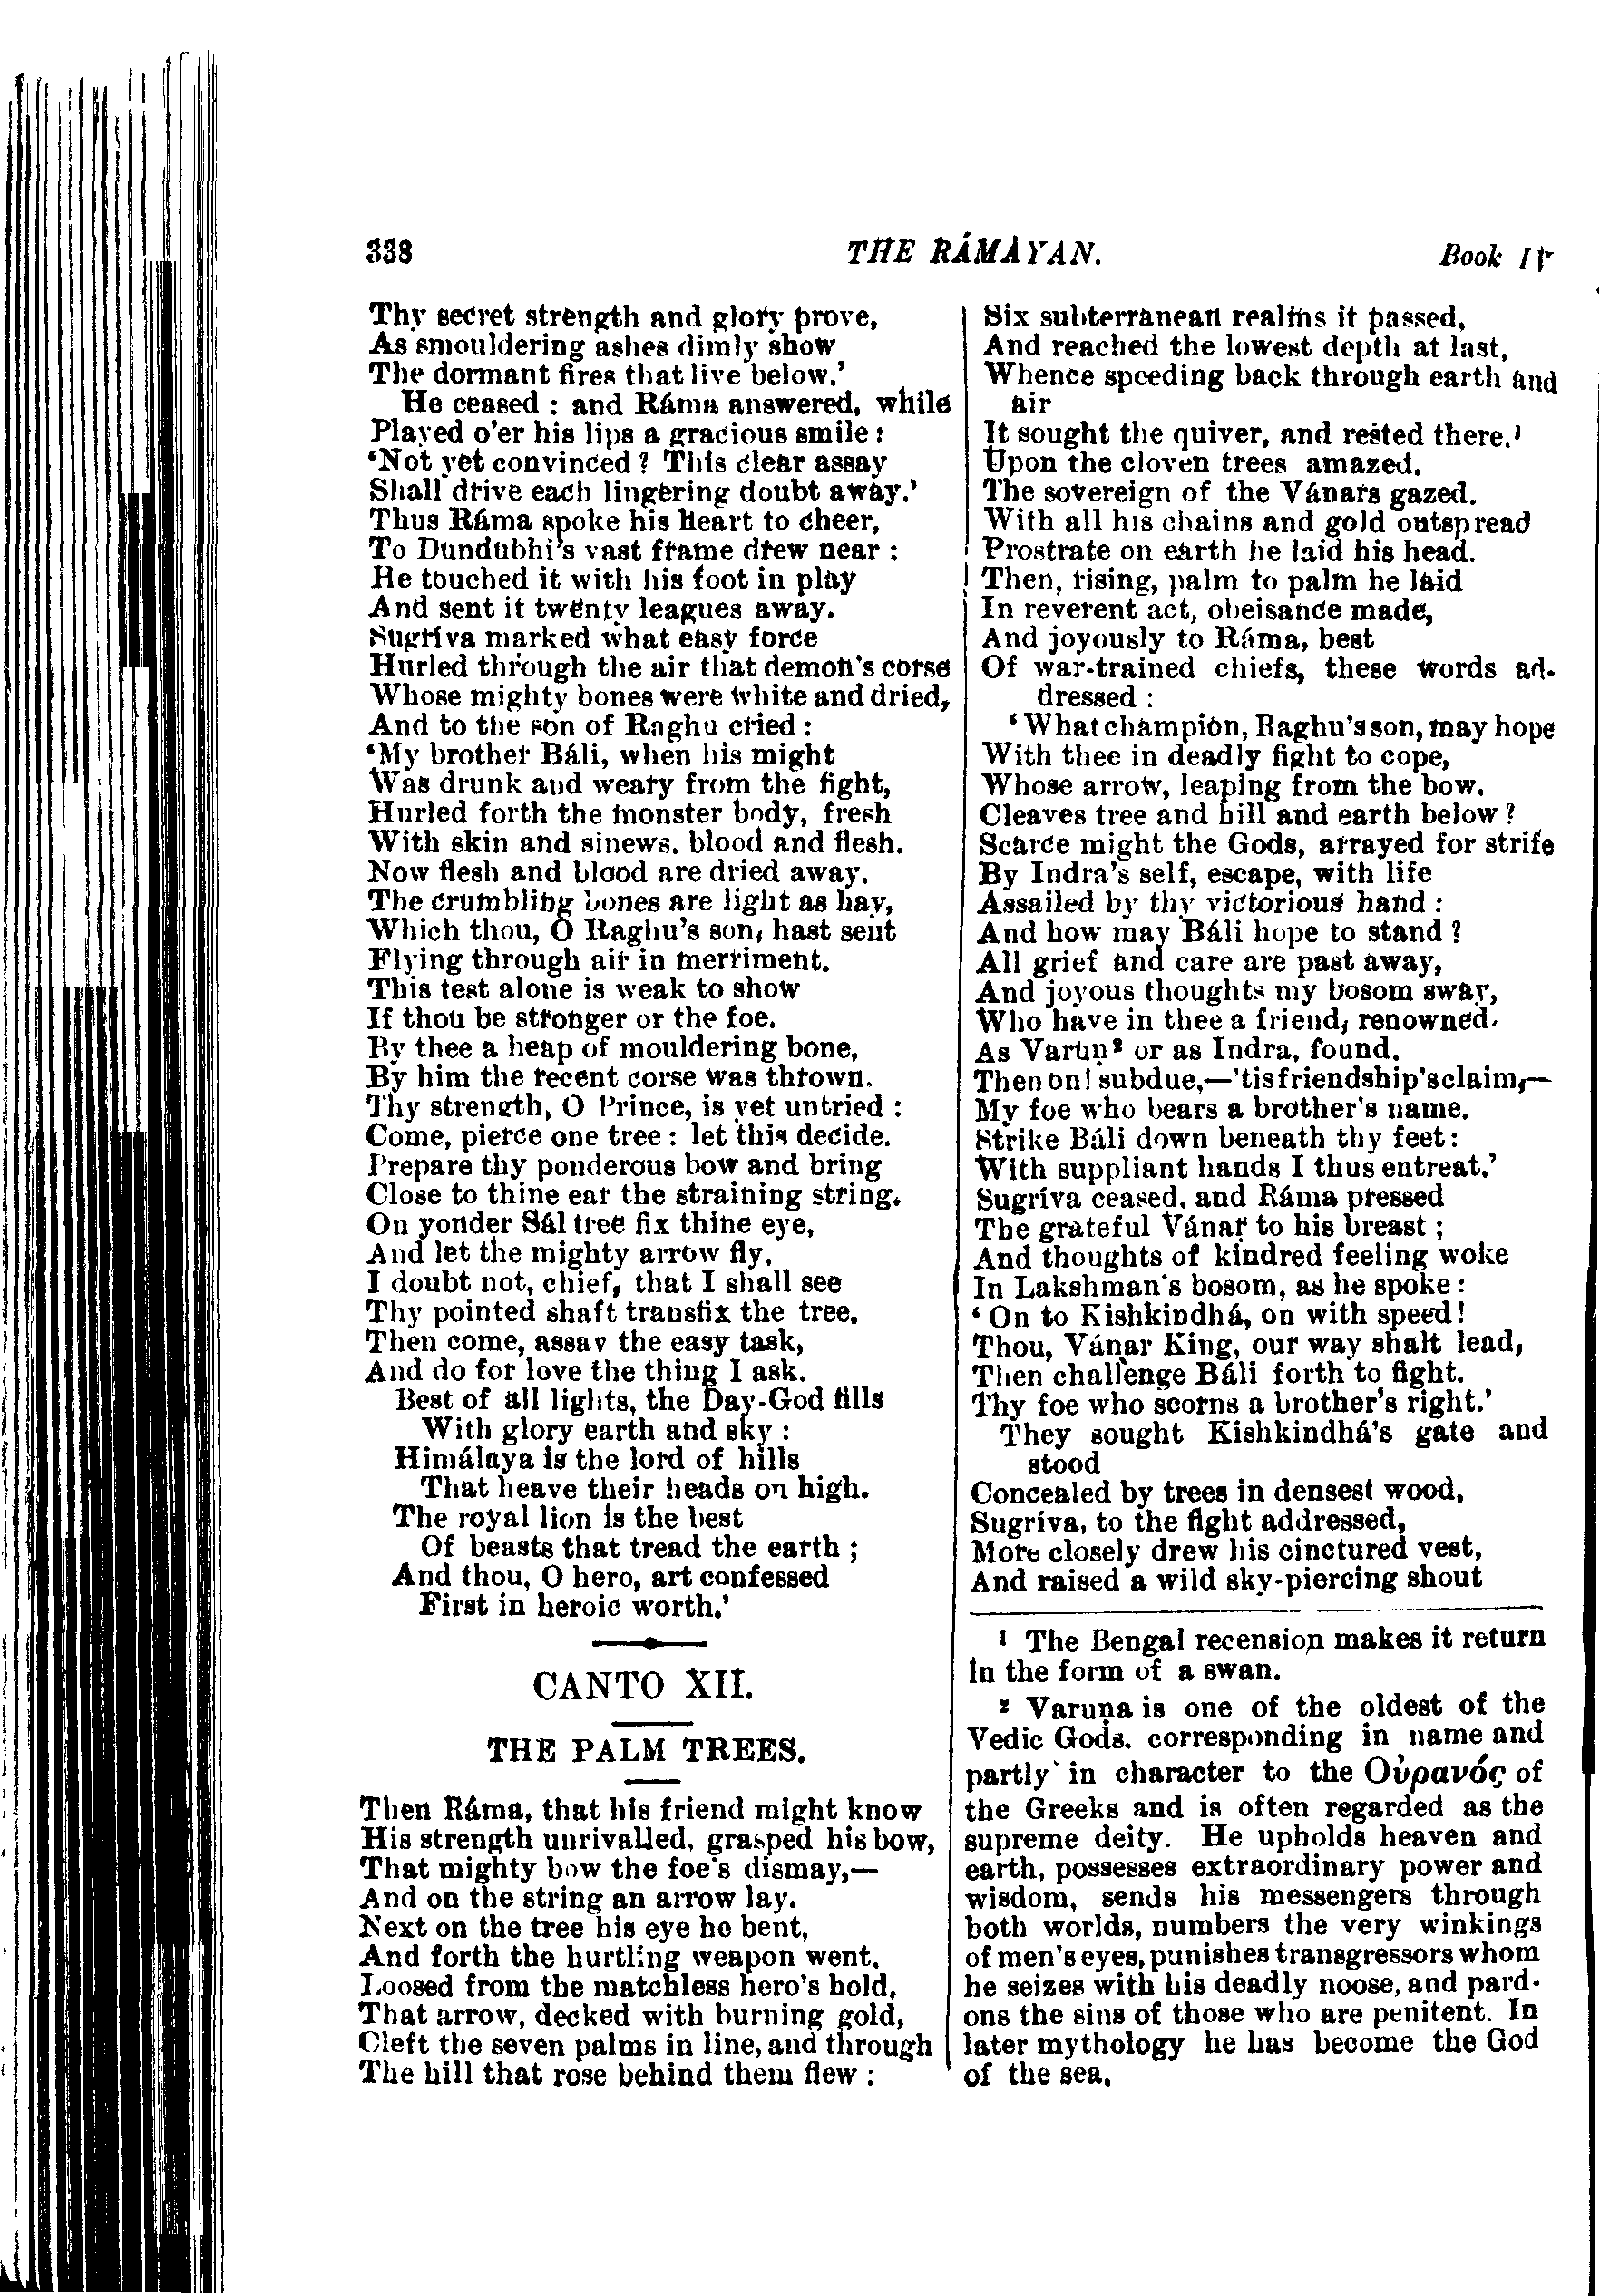 338
THE RÁMÁYAN.
Book IV
Thy secret strength and glory prove,
As smouldering ashes dimly show
The dormant fires that live below.'
He ceased : and Ráma answered, while
Played o'er his lips a gracious smile :
'Not yet convinced ? This clear assay
Shall drive each lingering doubt away.'
Thus Ráma spoke his heart to cheer,
To Dundubhi's vast frame drew near :
He touched it with his foot in play
And sent it twenty leagues away.
Sugríva marked what easy force
Hurled through the air that demon's corse
Whose mighty bones were white and dried,
And to the son of Raghu cried :
'My brother Báli, when his might
Was drunk and weary from the fight,
Hurled forth the monster body, fresh
With skin and sinews. blood and flesh.
Now flesh and blood are dried away.
The crumbling bones are light as hay,
Which thou, O Raghu's son, hast sent
Flying through air in merriment.
This test alone is weak to show
If thou be stronger or the foe.
By thee a heap of mouldering bone,
By him the recent corse was thrown.
Thy strength, O Prince, is yet untried :
Come, pierce one tree : let this decide.
Prepare thy ponderous bow and bring
Close to thine ear the straining string.
On yonder Sál tree fix thine eye,
And let the mighty arrow fly,
I doubt not, chief, that I shall see
Thy pointed shaft transfix the tree.
Then come, assay the easy task,
And do for love the thing I ask.
Best of all lights, the Day-God fills
With glory earth and sky :
Himálaya is the lord of hills
That heave their heads on high.
The royal lion is the best
Of beasts that tread the earth ;
And thou, O hero, art confessed
First in heroic worth.'
CANTO XII.
THE PALM TREES.
Then Ráma, that his friend might know
His strength unrivalled, grasped his bow,
That mighty bow the foe's dismay,—
And on the string an arrow lay.
Next on the tree his eye he bent,
And forth the hurtling weapon went.
Loosed from the matchless hero's hold,
That arrow, decked with burning gold,
Cleft the seven palms in line, and through
The hill that rose behind them flew :
Six subterranean realms it passed,
And reached the lowest depth at last,
Whence speeding back through earth and
air
It sought the quiver, and rested there.¹
Upon the cloven trees amazed.
The sovereign of the Vánars gazed.
With all his chains and gold outspread
Prostrate on earth he laid his head.
Then, rising, palm to palm he laid
In reverent act, obeisance made,
And joyously to Ráma, best
Of war-trained chiefs, these words ad-
dressed :
'What champion, Raghu's son, may hope
With thee in deadly fight to cope,
Whose arrow, leaping from the bow.
Cleaves tree and hill and earth below ?
Scarce might the Gods, arrayed for strife
By Indra's self, escape, with life
Assailed by thy victorious hand :
And how may Báli hope to stand ?
All grief and care are past away,
And joyous thoughts my bosom sway,
Who have in thee a friend, renowned.
As Varuṇ² or as Indra, found.
Then on! subdue,—'tis friendship's claim,—
My foe who bears a brother's name.
Strike Báli down beneath thy feet :
With suppliant hands I thus entreat.'
Sugríva ceased, and Ráma pressed
The grateful Vánar to his breast ;
And thoughts of kindred feeling woke
In Lakshman's bosom, as he spoke :
' On to Kishkindhá, on with speed!
Thou, Vánar King, our way shalt lead,
Then challenge Báli forth to fight.
Thy foe who scorns a brother's right.'
They sought Kishkindhá's gate and
stood
Concealed by trees in densest wood,
Sugríva, to the fight addressed,
More closely drew his cinctured vest,
And raised a wild sky-piercing shout
¹ The Bengal recension makes it return
in the form of a swan.
² Varuṇa is one of the oldest of the
Vedic Gods. corresponding in name and
partly in character to the Οὐρανός of
the Greeks and is often regarded as the
supreme deity. He upholds heaven and
earth, possesses extraordinary power and
wisdom, sends his messengers through
both worlds, numbers the very winkings
of men's eyes, punishes transgressors whom
he seizes with his deadly noose, and pard-
ons the sins of those who are penitent. In
later mythology he has become the God
of the sea.